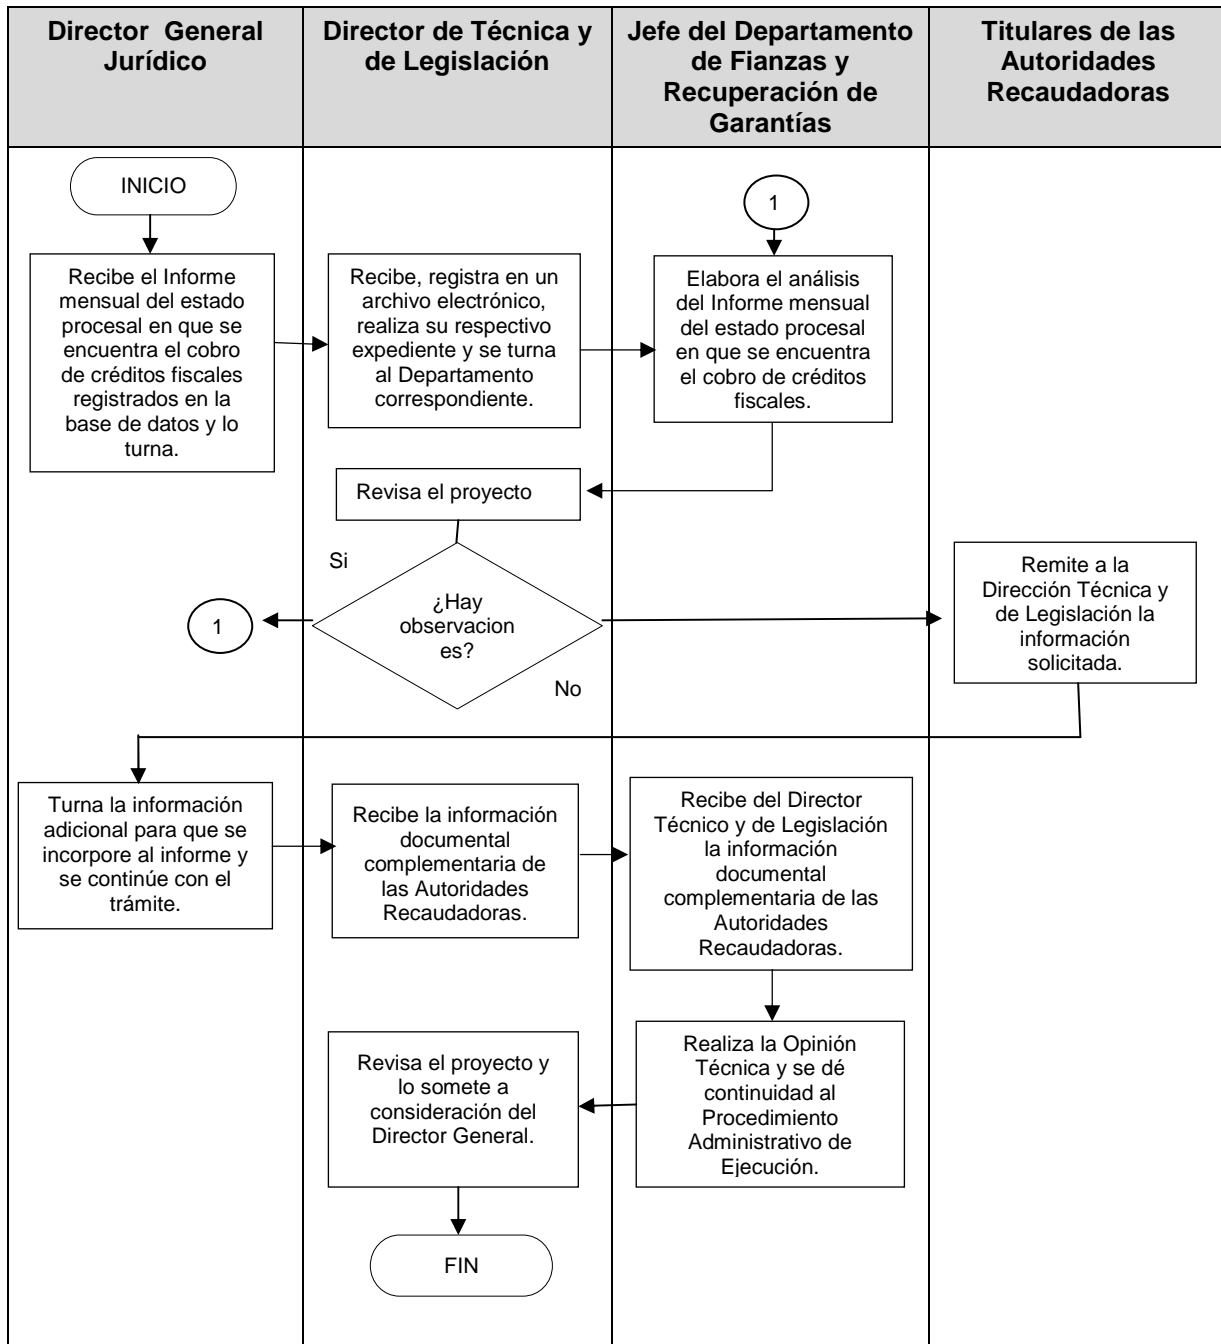 Director General
Jurídico
Director de Técnica y
de Legislación
Jefe del Departamento
de Fianzas y
Recuperación de
Garantías
Titulares de las
Autoridades
Recaudadoras
INICIO
1
Recibe el Informe
mensual del estado
procesal en que se
encuentra el cobro
de créditos fiscales
registrados en la
base de datos y lo
turna.
Recibe, registra en un
archivo electrónico,
realiza su respectivo
expediente y se turna
al Departamento
correspondiente.
Elabora el análisis
del Informe mensual
del estado procesal
en que se encuentra
el cobro de créditos
fiscales.
Revisa el proyecto
Si
¿Hay
observacion
es?
No
1
Remite a la
Dirección Técnica y
de Legislación la
información
solicitada.
Turna la información
adicional para que se
incorpore al informe y
se continúe con el
trámite.
Recibe la información
documental
complementaria de
las Autoridades
Recaudadoras.
Recibe del Director
Técnico y de Legislación
la información
documental
complementaria de las
Autoridades
Recaudadoras.
Realiza la Opinión
Técnica y se dé
continuidad al
Procedimiento
Administrativo de
Ejecución.
Revisa el proyecto y
lo somete a
consideración del
Director General.
FIN